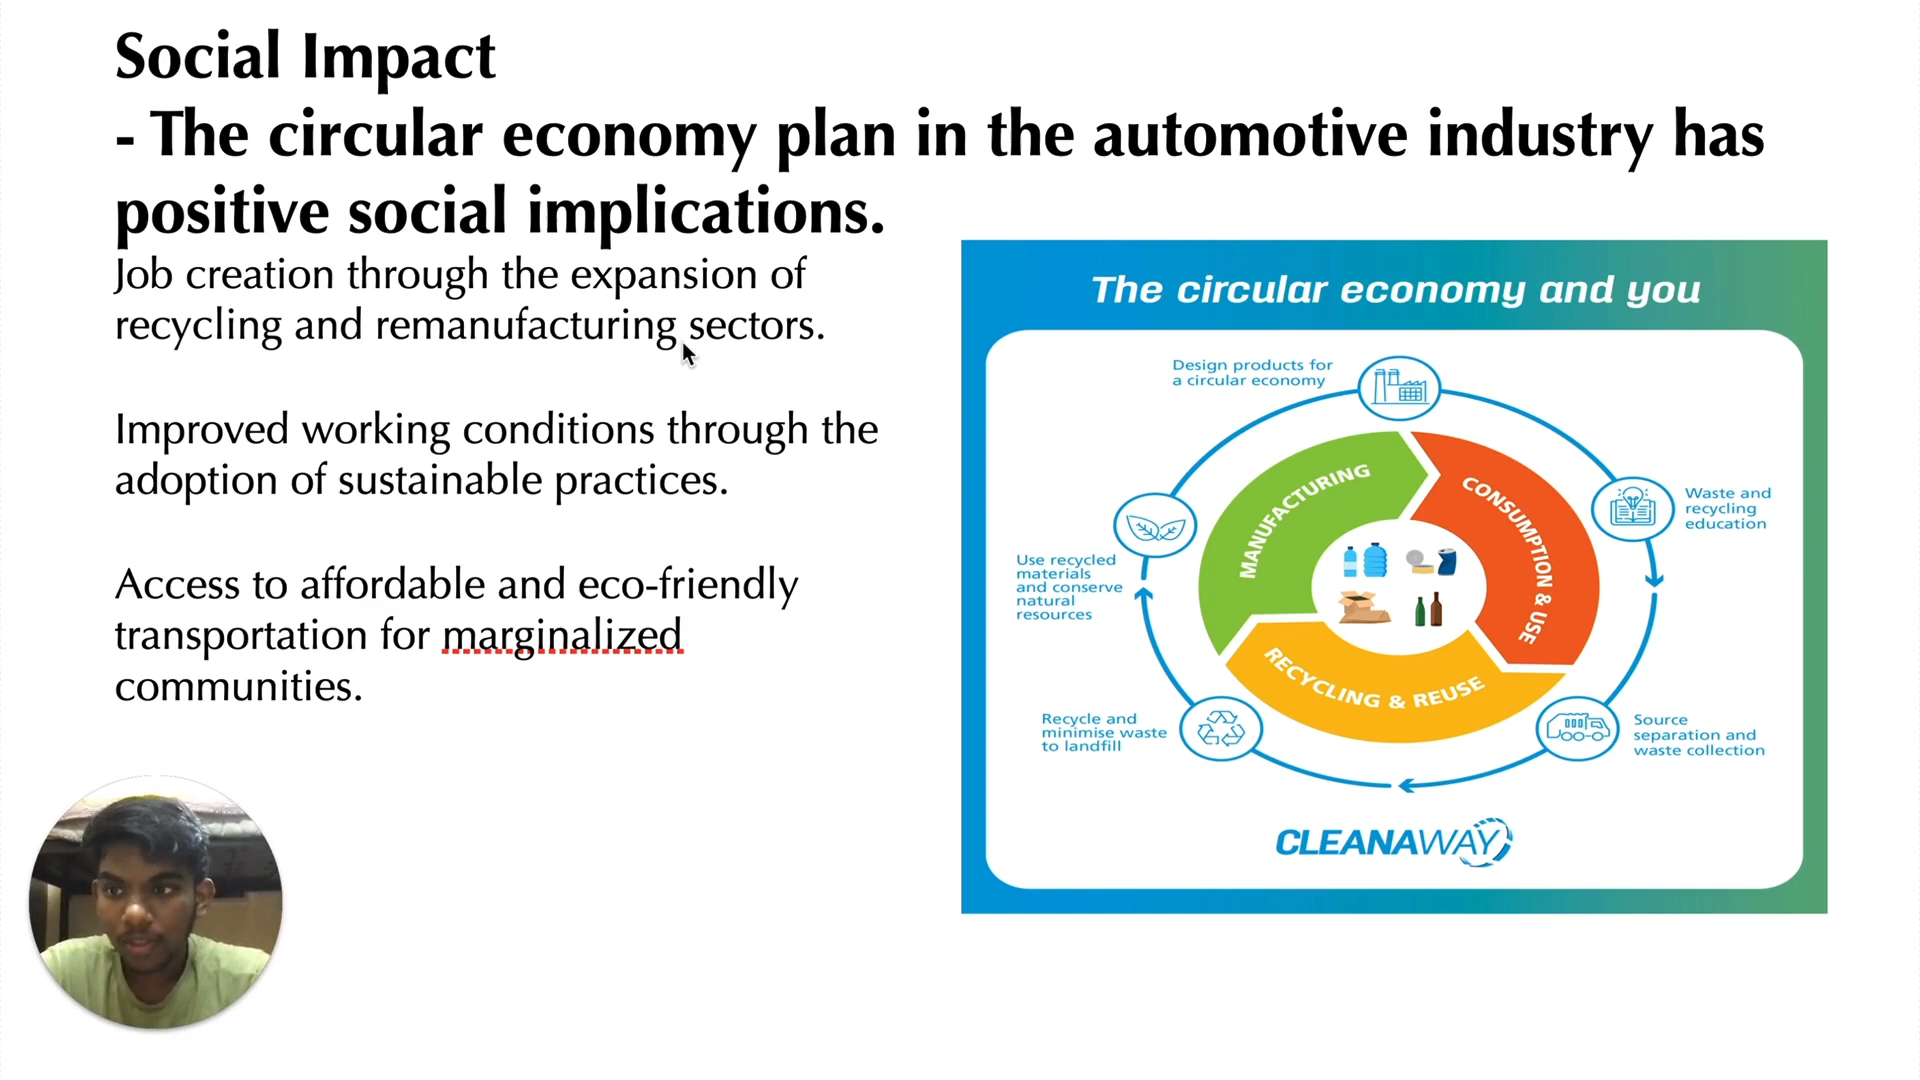 Social Impact
- The circular economy plan in the automotive industry has
positive social implications.
Job creation through the expansion of
recycling and remanufacturing sectors.
Improved working conditions through the
adoption of sustainable practices.
Access to affordable and eco-friendly
transportation for marginalized
communities.
The circular economy and you
Design products for
a circular economy
Waste and
recycling
education
Source
separation and
waste collection
Recycle and
minimise waste
to landfill
Use recycled
materials
and conserve
natural
resources
MANUFACTURING
CONSUMPTION & USE
RECYCLING & REUSE
CLEANAWAY